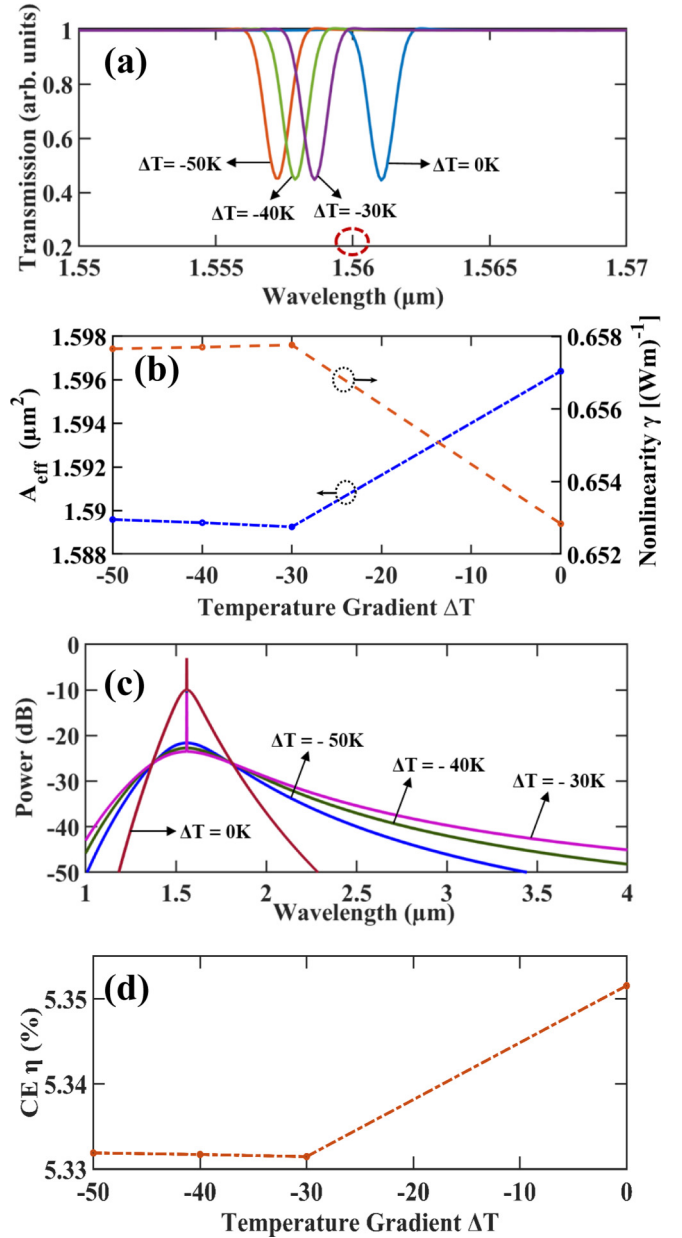 (a)
Transmission (arb. units)
1
0.8
0.6
0.4
0.2
ΔT= -50K
ΔT= -40K
ΔT= -30K
ΔT= 0K
1.55
1.555
1.56
1.565
1.57
Wavelength (μm)
(b)
A_eff (μm²)
1.598
1.596
1.594
1.592
1.59
1.588
0.658
0.656
0.654
0.652
Nonlinearity γ [(Wm)⁻¹
-50
-40
-30
-20
-10
0
Temperature Gradient ΔT
(c)
Power (dB)
0
-10
-20
-30
-40
-50
ΔT = - 50K
ΔT = - 40K
ΔT = - 30K
ΔT = 0K
1
1.5
2
2.5
3
3.5
4
Wavelength (μm)
(d)
CE η (%)
5.35
5.34
5.33
-50
-40
-30
-20
-10
0
Temperature Gradient ΔT